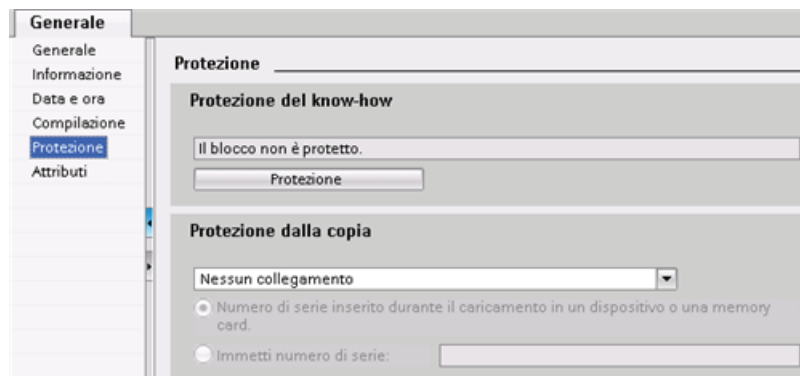 Generale
Generale
Informazione
Data e ora
Compilazione
Protezione
Attributi
Protezione
Protezione del know-how
Il blocco non è protetto.
Protezione
Protezione dalla copia
Nessun collegamento
Numero di serie inserito durante il caricamento in un dispositivo o una memory
card.
Immetti numero di serie: